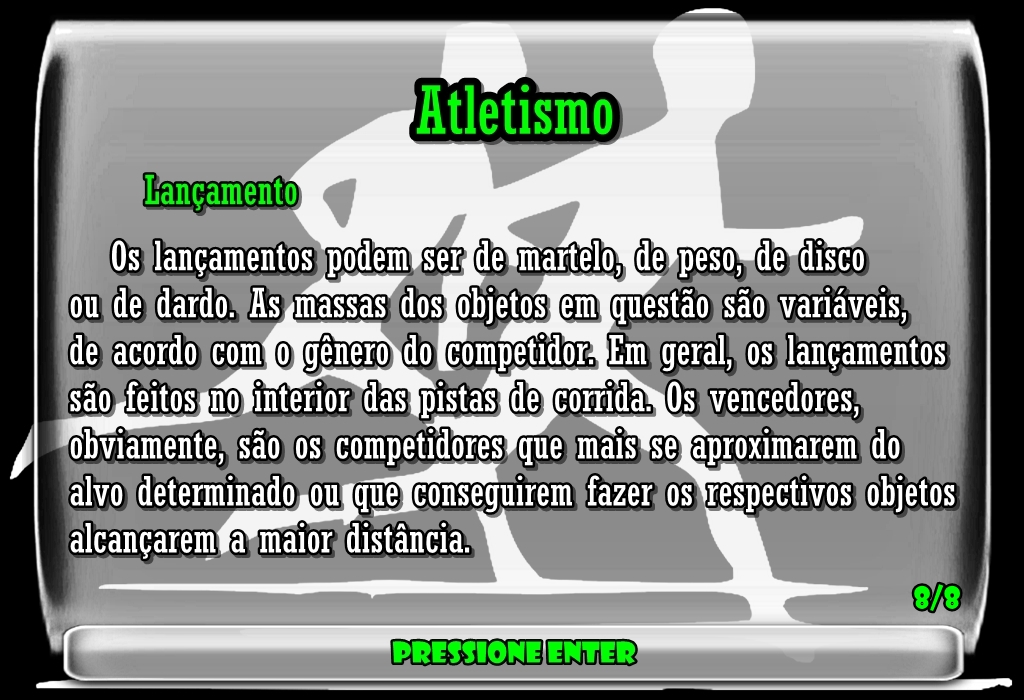 Atletismo
Lançamento
Os lançamentos podem ser de martelo, de peso, de disco
ou de dardo. As massas dos objetos em questão são variáveis,
de acordo com o gênero do competidor. Em geral, os lançamentos
são feitos no interior das pistas de corrida. Os vencedores,
obviamente, são os competidores que mais se aproximarem do
alvo determinado ou que conseguirem fazer os respectivos objetos
alcançarem a maior distância.
8/8
PRESSIONE ENTER